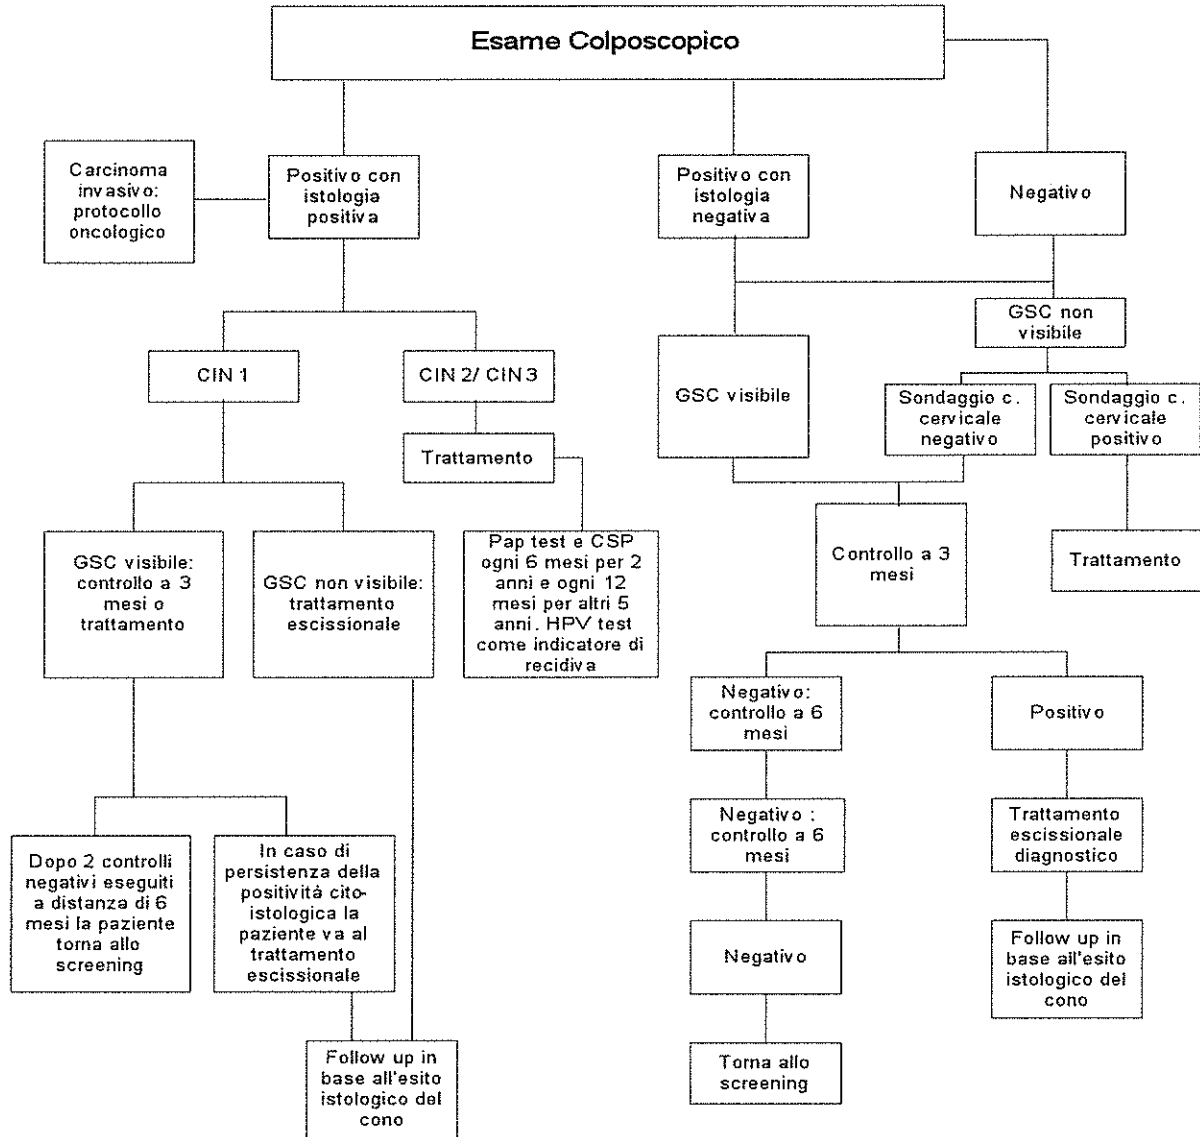 Esame Colposcopico
Carcinoma
invasivo:
protocollo
oncologico
Positivo con
istologia
positiva
Positivo con
istologia
negativa
Negativo
GSC non
visibile
CIN 1
CIN 2/ CIN 3
GSC visibile
Sondaggio c.
cervicale
negativo
Sondaggio c.
cervicale
positivo
Trattamento
GSC visibile:
controllo a 3
mesi o
trattamento
GSC non visibile:
trattamento
escissionale
Pap test e CSP
ogni 6 mesi per 2
anni e ogni 12
mesi per altri 5
anni. HPV test
come indicatore di
recidiva
Controllo a 3
mesi
Trattamento
Negativo:
controllo a 6
mesi
Positivo
Dopo 2 controlli
negativi eseguiti
a distanza di 6
mesi la paziente
torna allo
screening
In caso di
persistenza della
positività cito-
istologica la
paziente va al
trattamento
escissionale
Negativo :
controllo a 6
mesi
Trattamento
escissionale
diagnostico
Negativo
Follow up in
base all'esito
istologico del
cono
Follow up in
base all'esito
istologico del
cono
Torna allo
screening